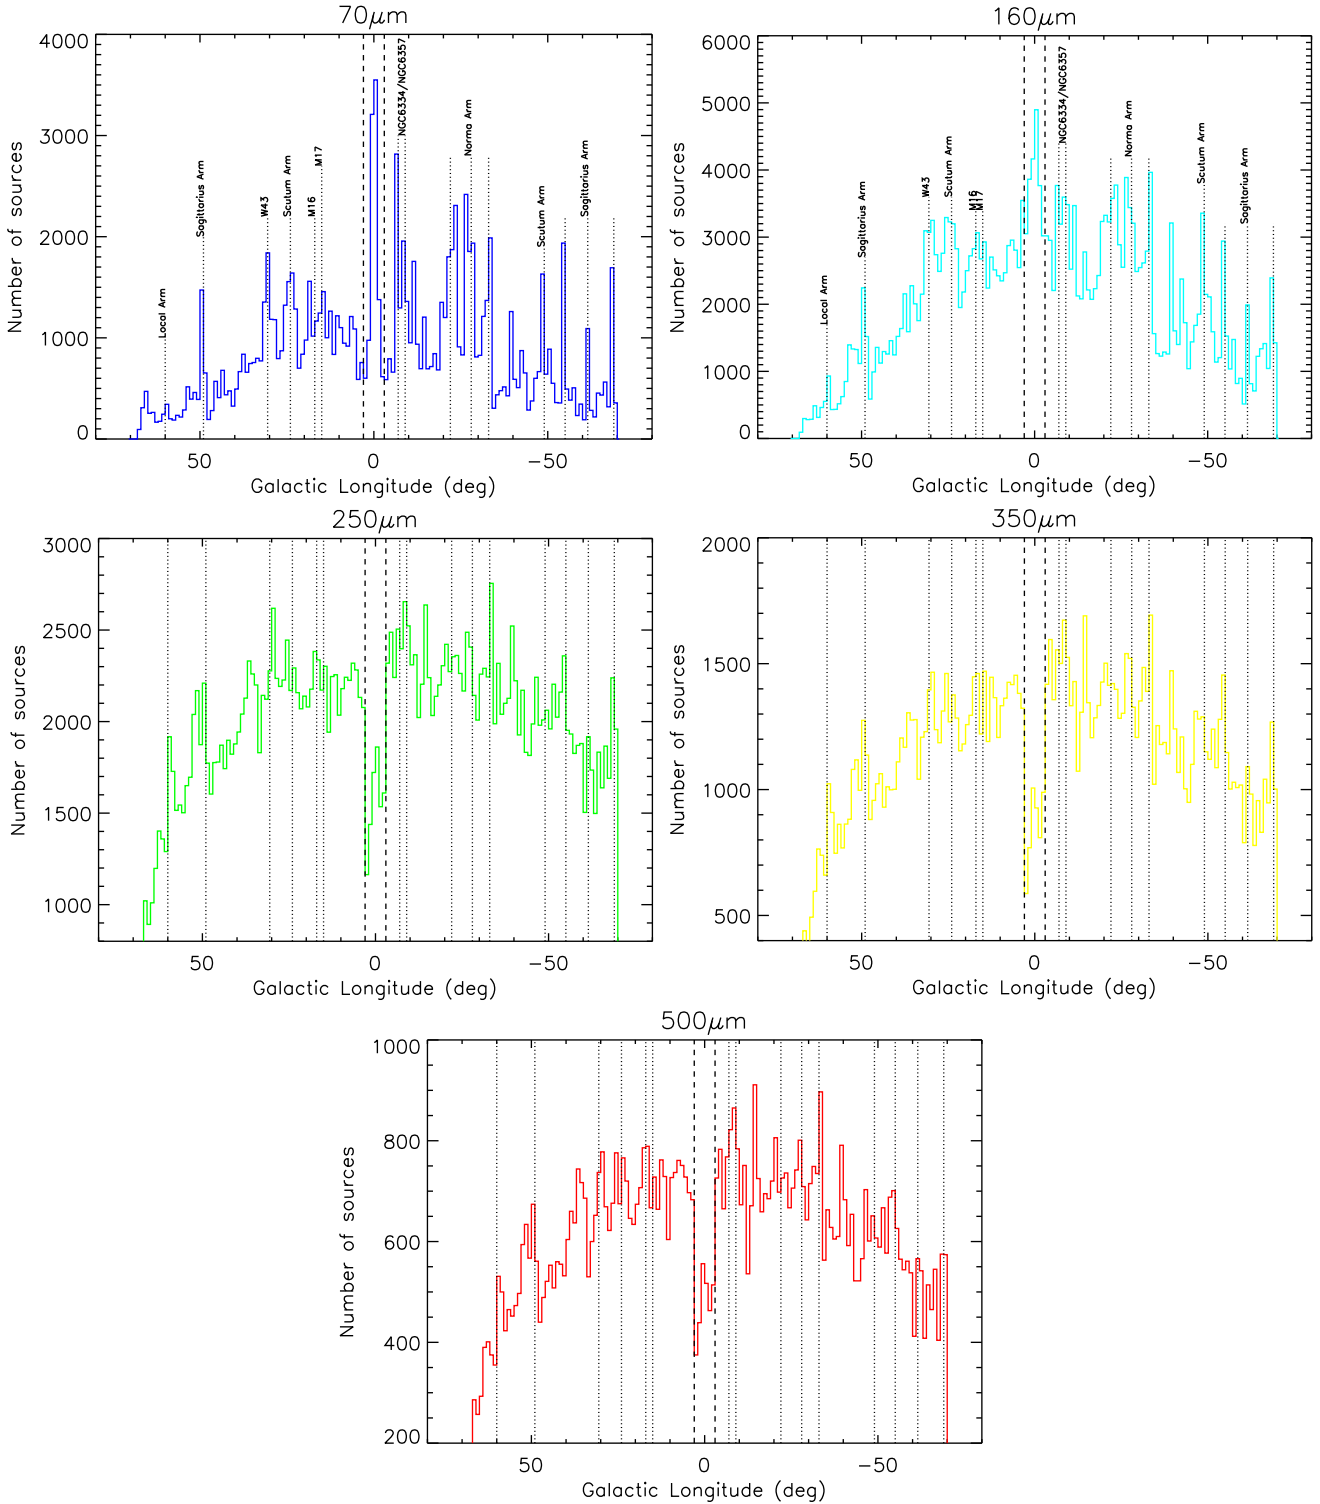 70μm
4000
3000
2000
1000
0
Number of sources
Local Arm
Sagittarius Arm
W43
Scutum Arm
M16
M17
NGC6334/NGC6357
Norma Arm
Scutum Arm
Sagittarius Arm
50
0
−50
Galactic Longitude (deg)
160μm
6000
5000
4000
3000
2000
1000
0
Number of sources
Local Arm
Sagittarius Arm
W43
Scutum Arm
M16
M17
NGC6334/NGC6357
Norma Arm
Scutum Arm
Sagittarius Arm
50
0
−50
Galactic Longitude (deg)
250μm
3000
2500
2000
1500
1000
Number of sources
50
0
−50
Galactic Longitude (deg)
350μm
2000
1500
1000
500
Number of sources
50
0
−50
Galactic Longitude (deg)
500μm
1000
800
600
400
200
Number of sources
50
0
−50
Galactic Longitude (deg)